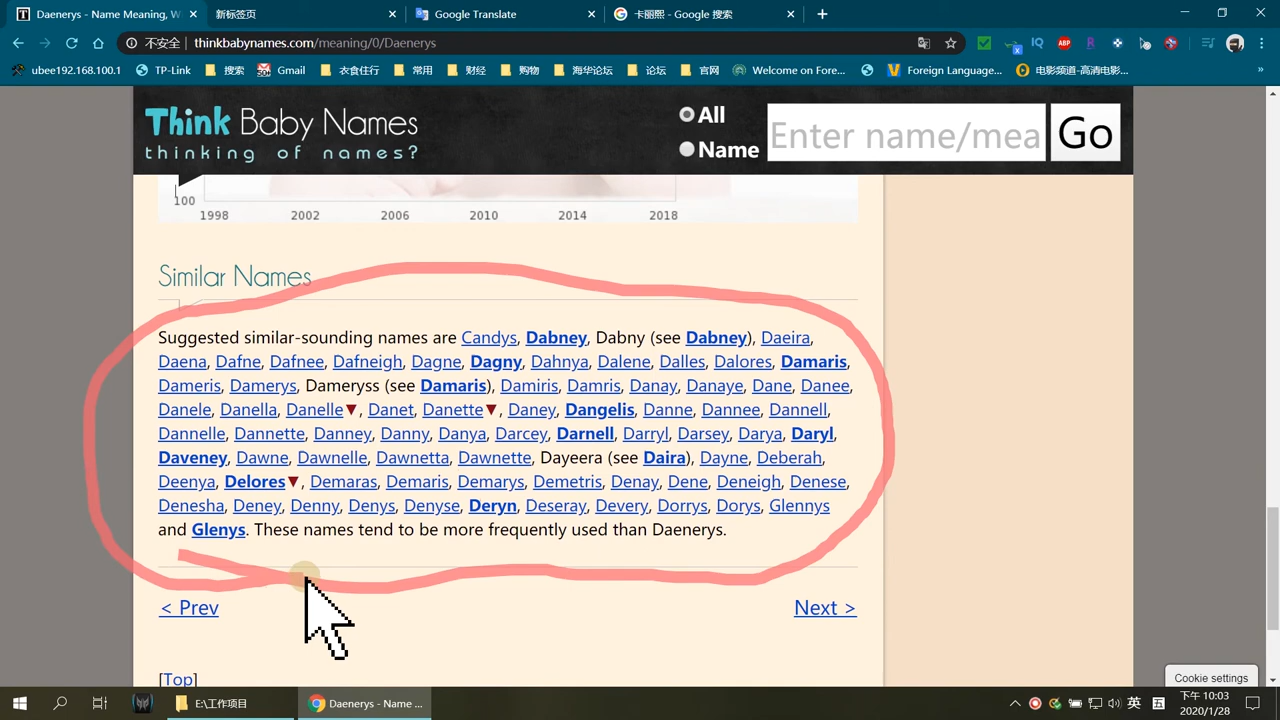 Daenerys - Name Meaning, W
新标签页
Google Translate
卡丽熙 - Google 搜索
不安全 | thinkbabynames.com/meaning/0/Daenerys
ubee192.168.100.1 TP-Link 搜索 Gmail 衣食住行 常用 财经 购物 海华论坛 论坛 官网 Welcome on Fore... Foreign Language... 电影频道-高清电影... »
Think Baby Names
thinking of names?
All
Name
Enter name/mea
Go
100
1998 2002 2006 2010 2014 2018
Similar Names
Suggested similar-sounding names are Candys, Dabney, Dabny (see Dabney), Daeira,
Daena, Dafne, Dafnee, Dafneigh, Dagne, Dagny, Dahnya, Dalene, Dalles, Dalores, Damaris,
Dameris, Damerys, Dameryss (see Damaris), Damiris, Damris, Danay, Danaye, Dane, Danee,
Danele, Danella, Danelle▼, Danet, Danette▼, Daney, Dangelis, Danne, Dannee, Dannell,
Dannelle, Dannette, Danney, Danny, Danya, Darcey, Darnell, Darryl, Darsey, Darya, Daryl,
Daveney, Dawne, Dawnelle, Dawnetta, Dawnette, Dayeera (see Daira), Dayne, Deberah,
Deenya, Delores▼, Demaras, Demaris, Demarys, Demetris, Denay, Dene, Deneigh, Denese,
Denesha, Deney, Denny, Denys, Denyse, Deryn, Deseray, Devery, Dorrys, Dorys, Glennys
and Glenys. These names tend to be more frequently used than Daenerys.
< Prev
Next >
[Top]
Cookie settings
E:\工作项目
Daenerys - Name ...
英
五
下午 10:03
2020/1/28